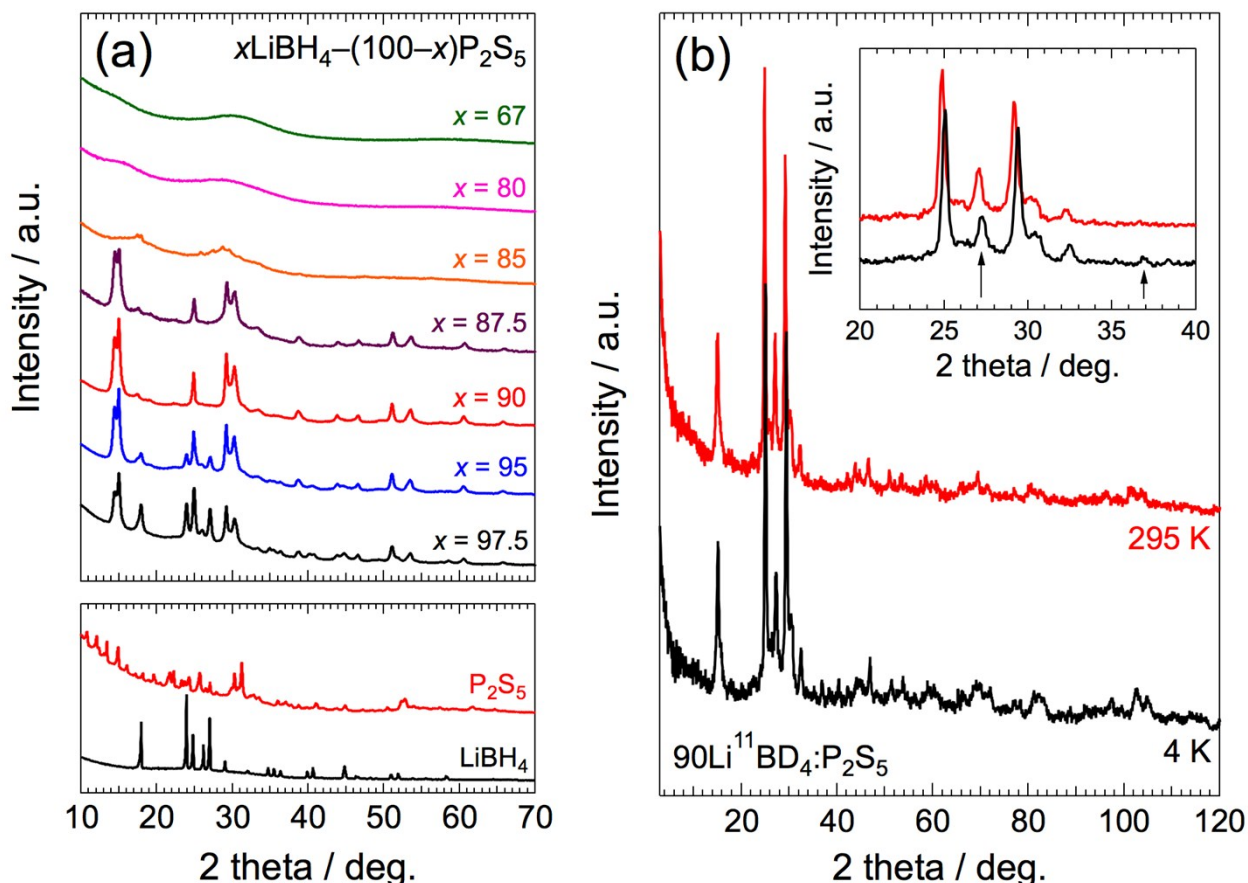 (a)
xLiBH₄–(100–x)P₂S₅
x = 67
x = 80
x = 85
x = 87.5
x = 90
x = 95
x = 97.5
Intensity / a.u.
P₂S₅
LiBH₄
10 20 30 40 50 60 70
2 theta / deg.
(b)
Intensity / a.u.
20 25 30 35 40
2 theta / deg.
Intensity / a.u.
295 K
4 K
90Li¹¹BD₄:P₂S₅
20 40 60 80 100 120
2 theta / deg.